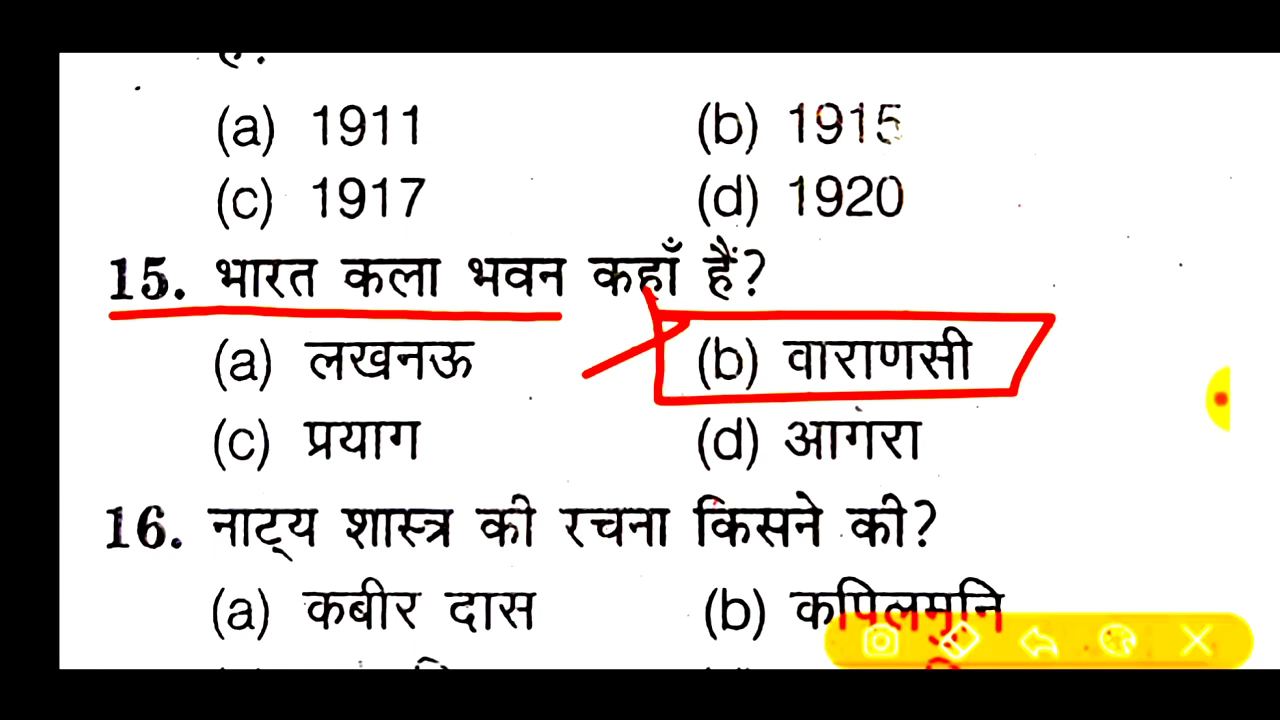 (a) 1911 (b) 1915
(c) 1917 (d) 1920
15. भारत कला भवन कहाँ हैं?
(a) लखनऊ (b) वाराणसी
(c) प्रयाग (d) आगरा
16. नाट्य शास्त्र की रचना किसने की?
(a) कबीर दास (b) कपिलमुनि